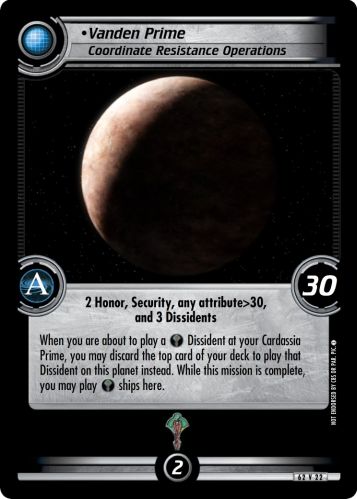 •Vanden Prime
Coordinate Resistance Operations
A
30
2 Honor, Security, any attribute>30,
and 3 Dissidents
When you are about to play a Dissident at your Cardassia
Prime, you may discard the top card of your deck to play that
Dissident on this planet instead. While this mission is complete,
you may play ships here.
NOT ENDORSED BY CBS OR PAR. PIC.
2
62 V 22